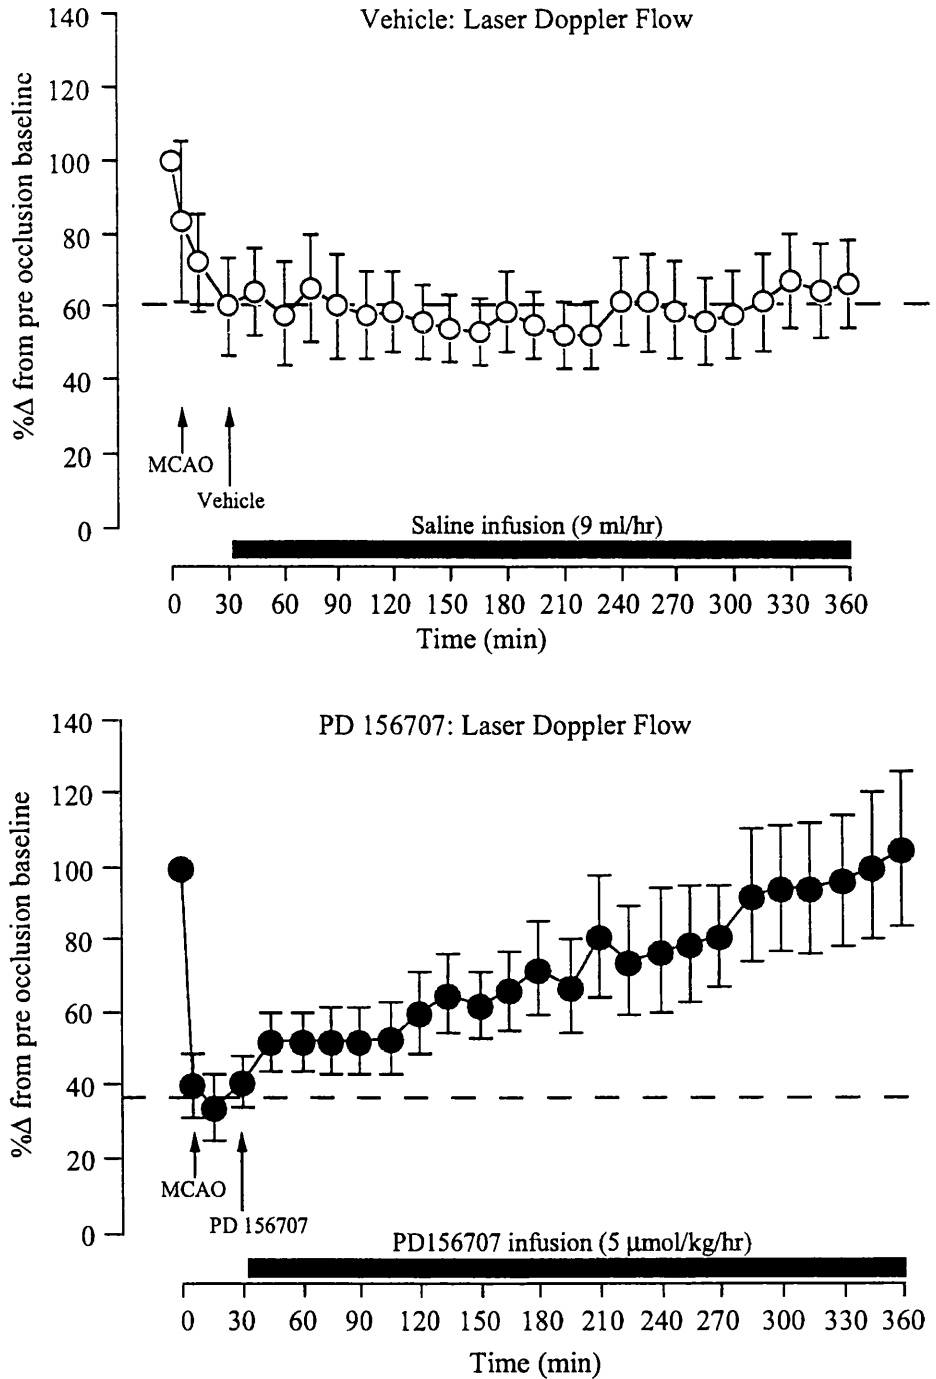 Vehicle: Laser Doppler Flow
140
120
100
80
60
40
20
0
%Δ from pre occlusion baseline
MCAO
Vehicle
Saline infusion (9 ml/hr)
0 30 60 90 120 150 180 210 240 270 300 330 360
Time (min)
PD 156707: Laser Doppler Flow
140
120
100
80
60
40
20
0
%Δ from pre occlusion baseline
MCAO
PD 156707
PD156707 infusion (5 μmol/kg/hr)
0 30 60 90 120 150 180 210 240 270 300 330 360
Time (min)